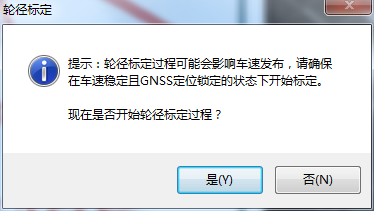 轮径标定
提示：轮径标定过程可能会影响车速发布，请确保
在车速稳定且GNSS定位锁定的状态下开始标定。
现在是否开始轮径标定过程？
是(Y)
否(N)